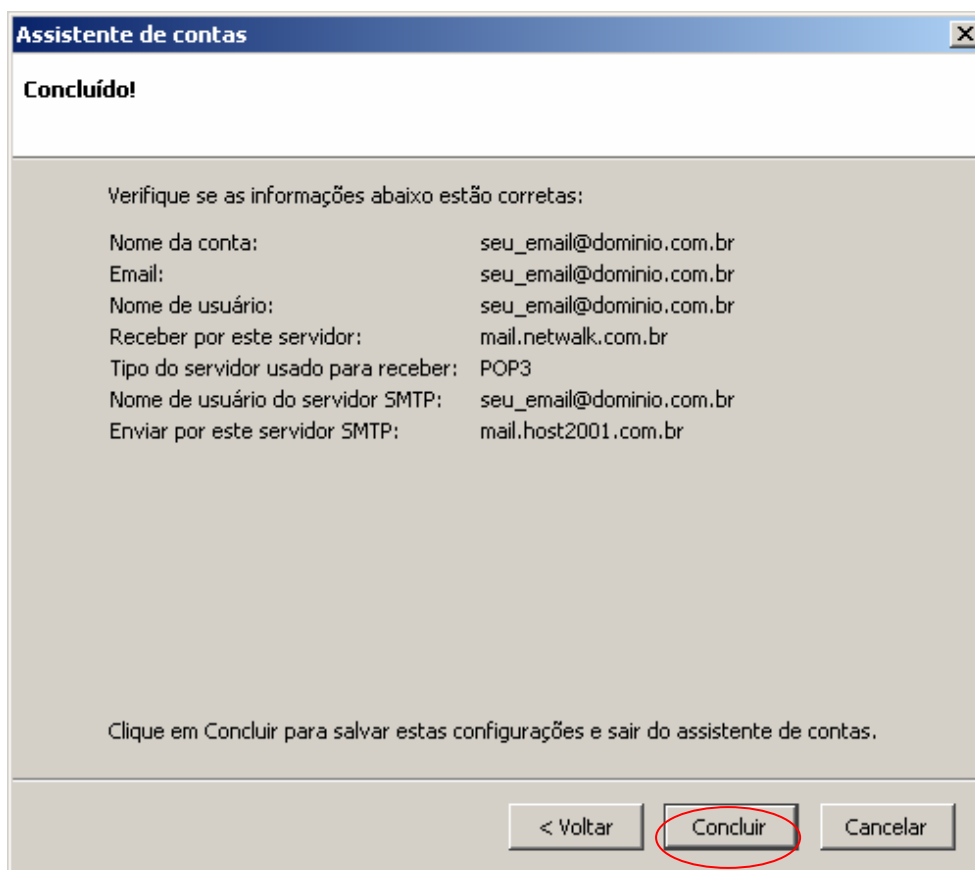 Assistente de contas
Concluído!
Verifique se as informações abaixo estão corretas:
Nome da conta: seu_email@dominio.com.br
Email: seu_email@dominio.com.br
Nome de usuário: seu_email@dominio.com.br
Receber por este servidor: mail.netwalk.com.br
Tipo do servidor usado para receber: POP3
Nome de usuário do servidor SMTP: seu_email@dominio.com.br
Enviar por este servidor SMTP: mail.host2001.com.br
Clique em Concluir para salvar estas configurações e sair do assistente de contas.
< Voltar Concluir Cancelar